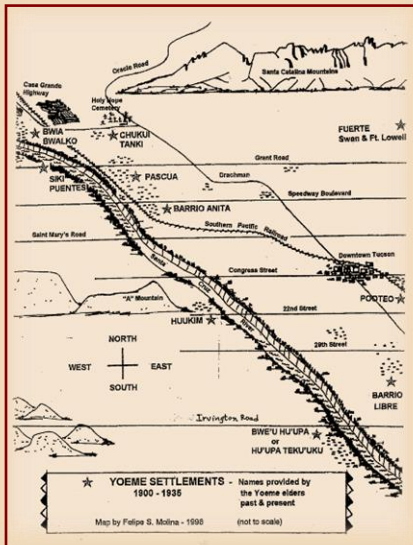 Oracle Road
Santa Catalina Mountains
Casa Grande
Highway
Holy Hope
Cemetery
BWIA
BWALKO
CHUKUI
TANKI
FUERTE
Swan & Ft. Lowell
Grant Road
SIKI
PUENTES
PASCUA
Drachman
Speedway Boulevard
BARRIO ANITA
Southern Pacific Railroad
Saint Mary's Road
Downtown Tucson
Congress Street
Santa Cruz River
"A" Mountain
22nd Street
POOTEO
HUUKIM
29th Street
NORTH
WEST EAST
SOUTH
BARRIO
LIBRE
Irvington Road
BWE'U HU'UPA
or
HU'UPA TEKU'UKU
YOEME SETTLEMENTS - Names provided by
1900 - 1935 the Yoeme elders
past & present
Map by Felipe S. Molina - 1998 (not to scale)